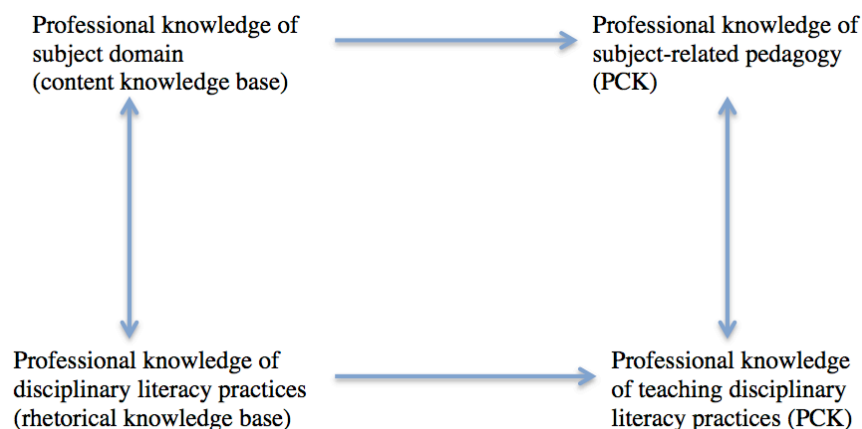 Professional knowledge of
subject domain
(content knowledge base)
Professional knowledge of
subject-related pedagogy
(PCK)
Professional knowledge of
disciplinary literacy practices
(rhetorical knowledge base)
Professional knowledge
of teaching disciplinary
literacy practices (PCK)